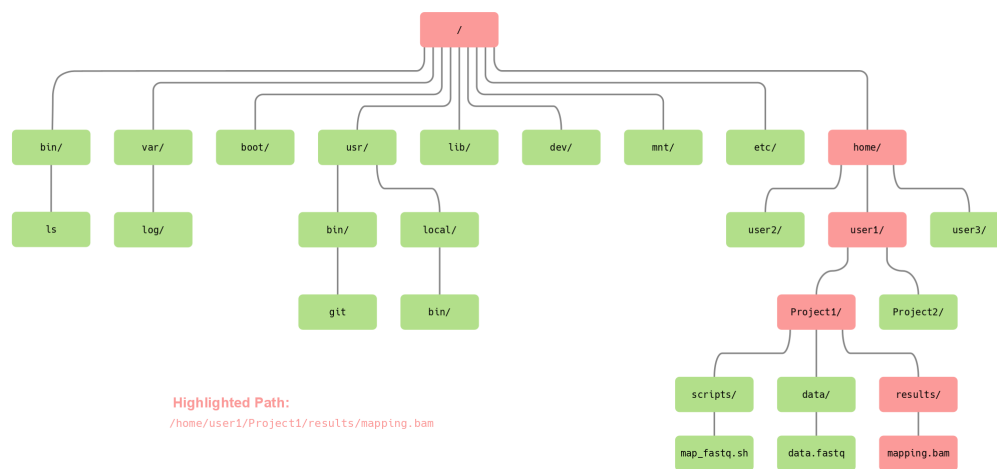 /
bin/ var/ boot/ usr/ lib/ dev/ mnt/ etc/ home/
ls log/ bin/ local/ user2/ user1/ user3/
git bin/ Project1/ Project2/
scripts/ data/ results/
Highlighted Path:
/home/user1/Project1/results/mapping.bam
map_fastq.sh data.fastq mapping.bam